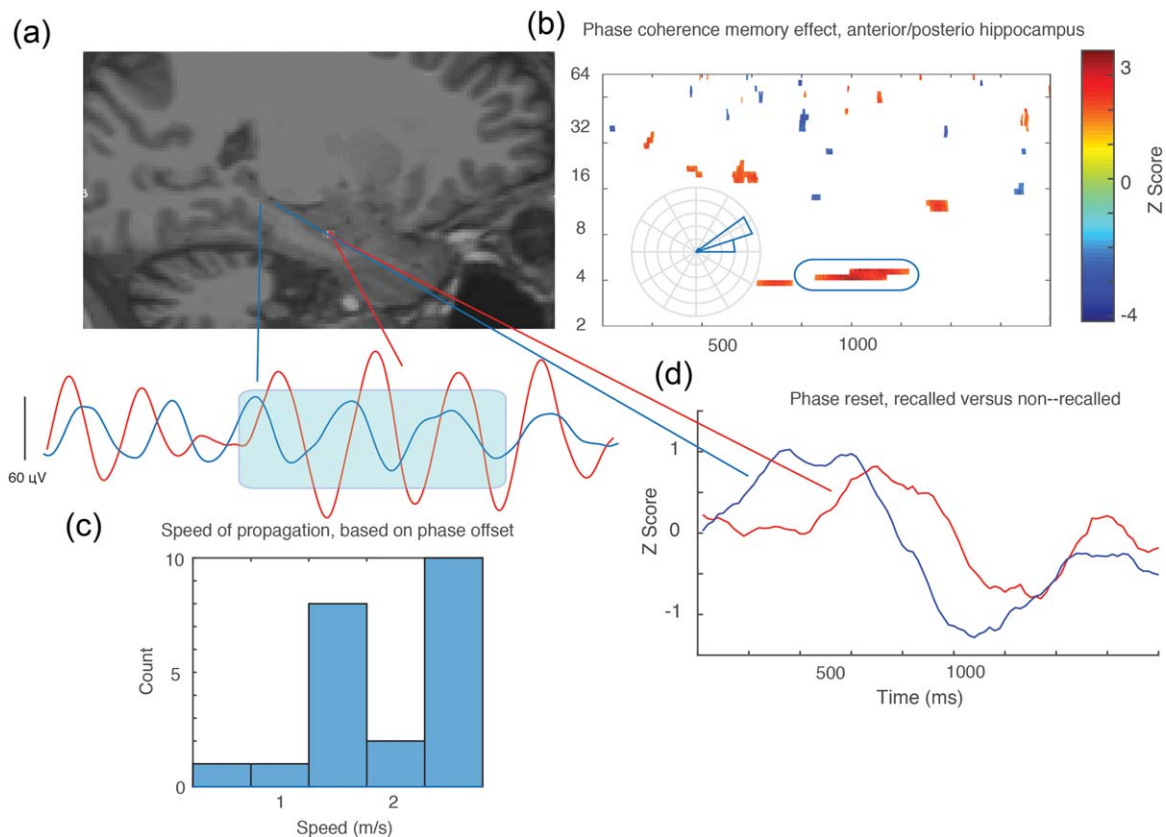 (a)
60 μV
(b)
Phase coherence memory effect, anterior/posterio hippocampus
64
32
16
8
4
2
500
1000
3
0
-4
Z Score
(c)
Speed of propagation, based on phase offset
10
5
0
Count
1
2
Speed (m/s)
(d)
Phase reset, recalled versus non--recalled
1
0
-1
Z Score
500
1000
Time (ms)